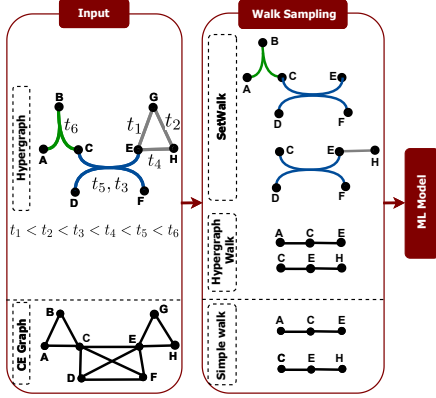 Input
Hypergraph
B
A
C
t6
D
t5, t3
F
E
G
H
t1
t2
t4
t1 < t2 < t3 < t4 < t5 < t6
CE Graph
B
A
C
D
E
F
G
H
Walk Sampling
SetWalk
B
A
C
E
D
F
C
E
H
D
F
Hypergraph
Walk
A C E
C E H
Simple walk
A C E
C E H
ML Model